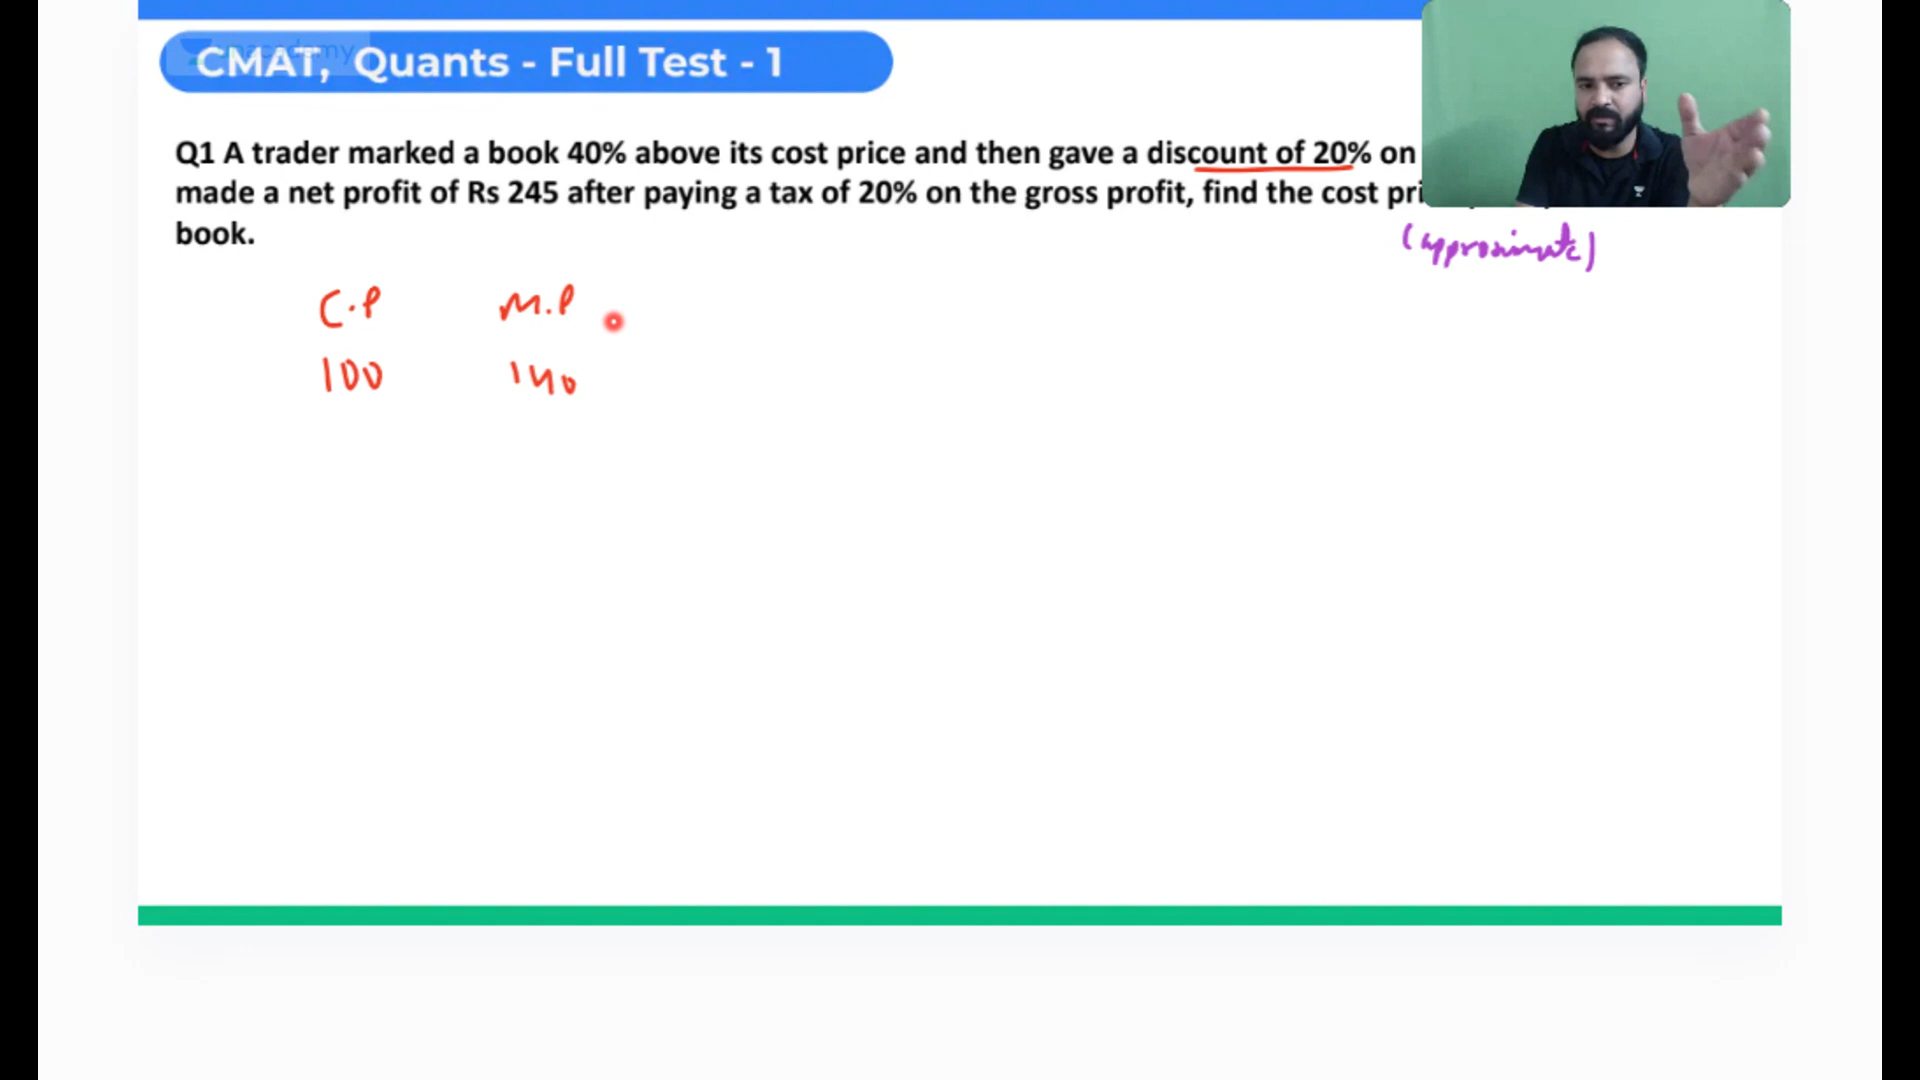 CMAT, Quants - Full Test - 1
Q1 A trader marked a book 40% above its cost price and then gave a discount of 20% on
made a net profit of Rs 245 after paying a tax of 20% on the gross profit, find the cost pri
book.
(approximate)
C.P M.P
100 140